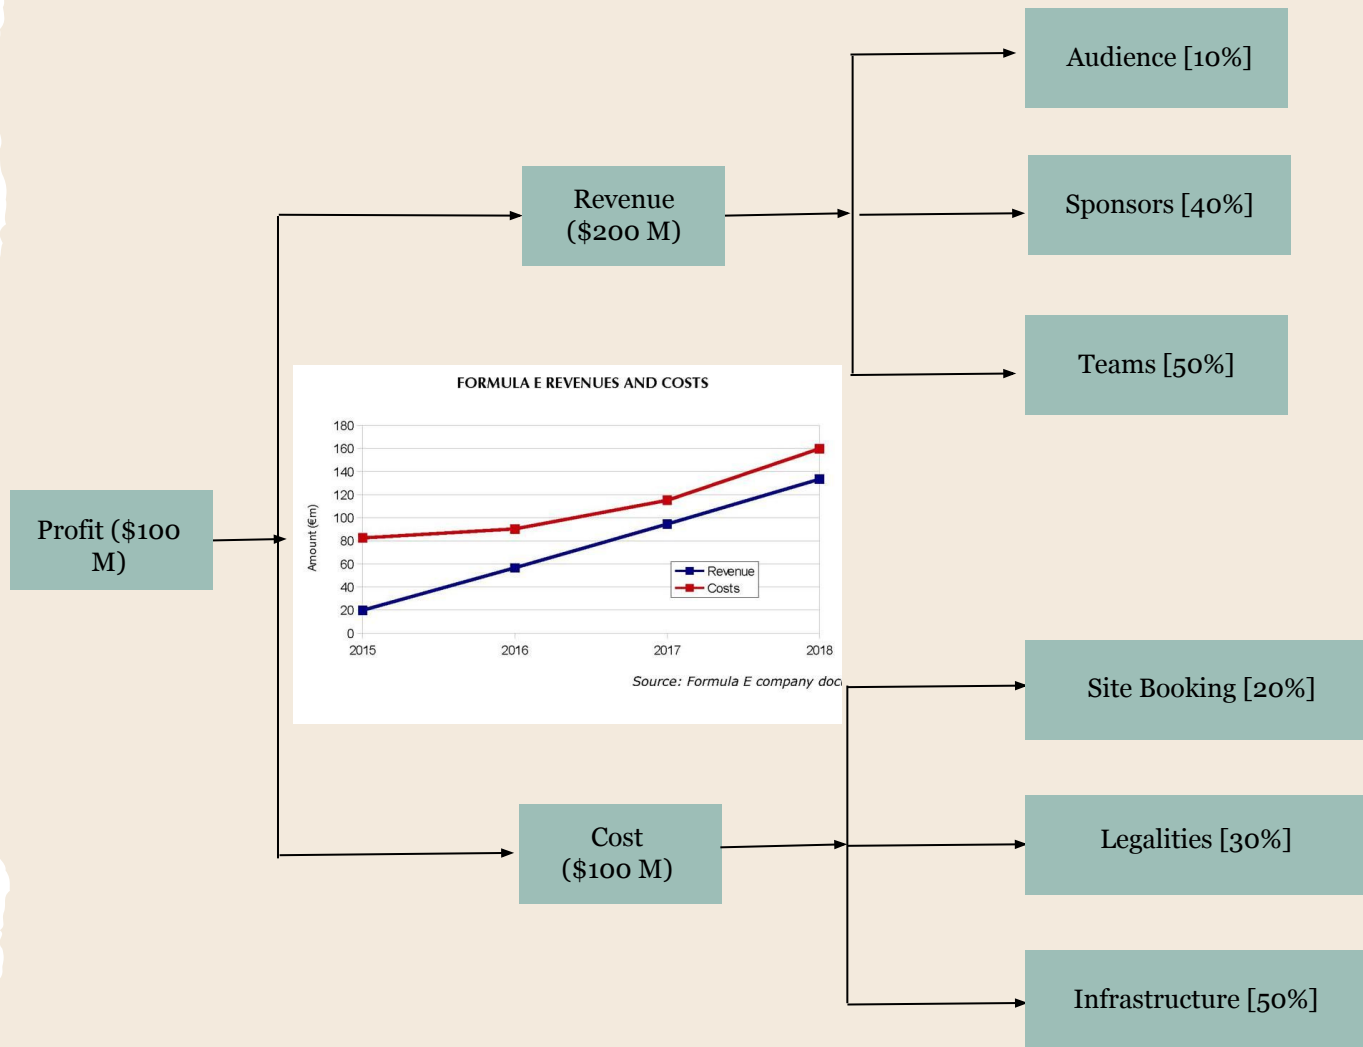 Audience [10%]
Sponsors [40%]
Teams [50%]
Revenue
($200 M)
FORMULA E REVENUES AND COSTS
180
160
140
120
100
80
60
40
20
0
Amount (€m)
Revenue
Costs
2015 2016 2017 2018
Source: Formula E company doc
Profit ($100
M)
Site Booking [20%]
Legalities [30%]
Infrastructure [50%]
Cost
($100 M)